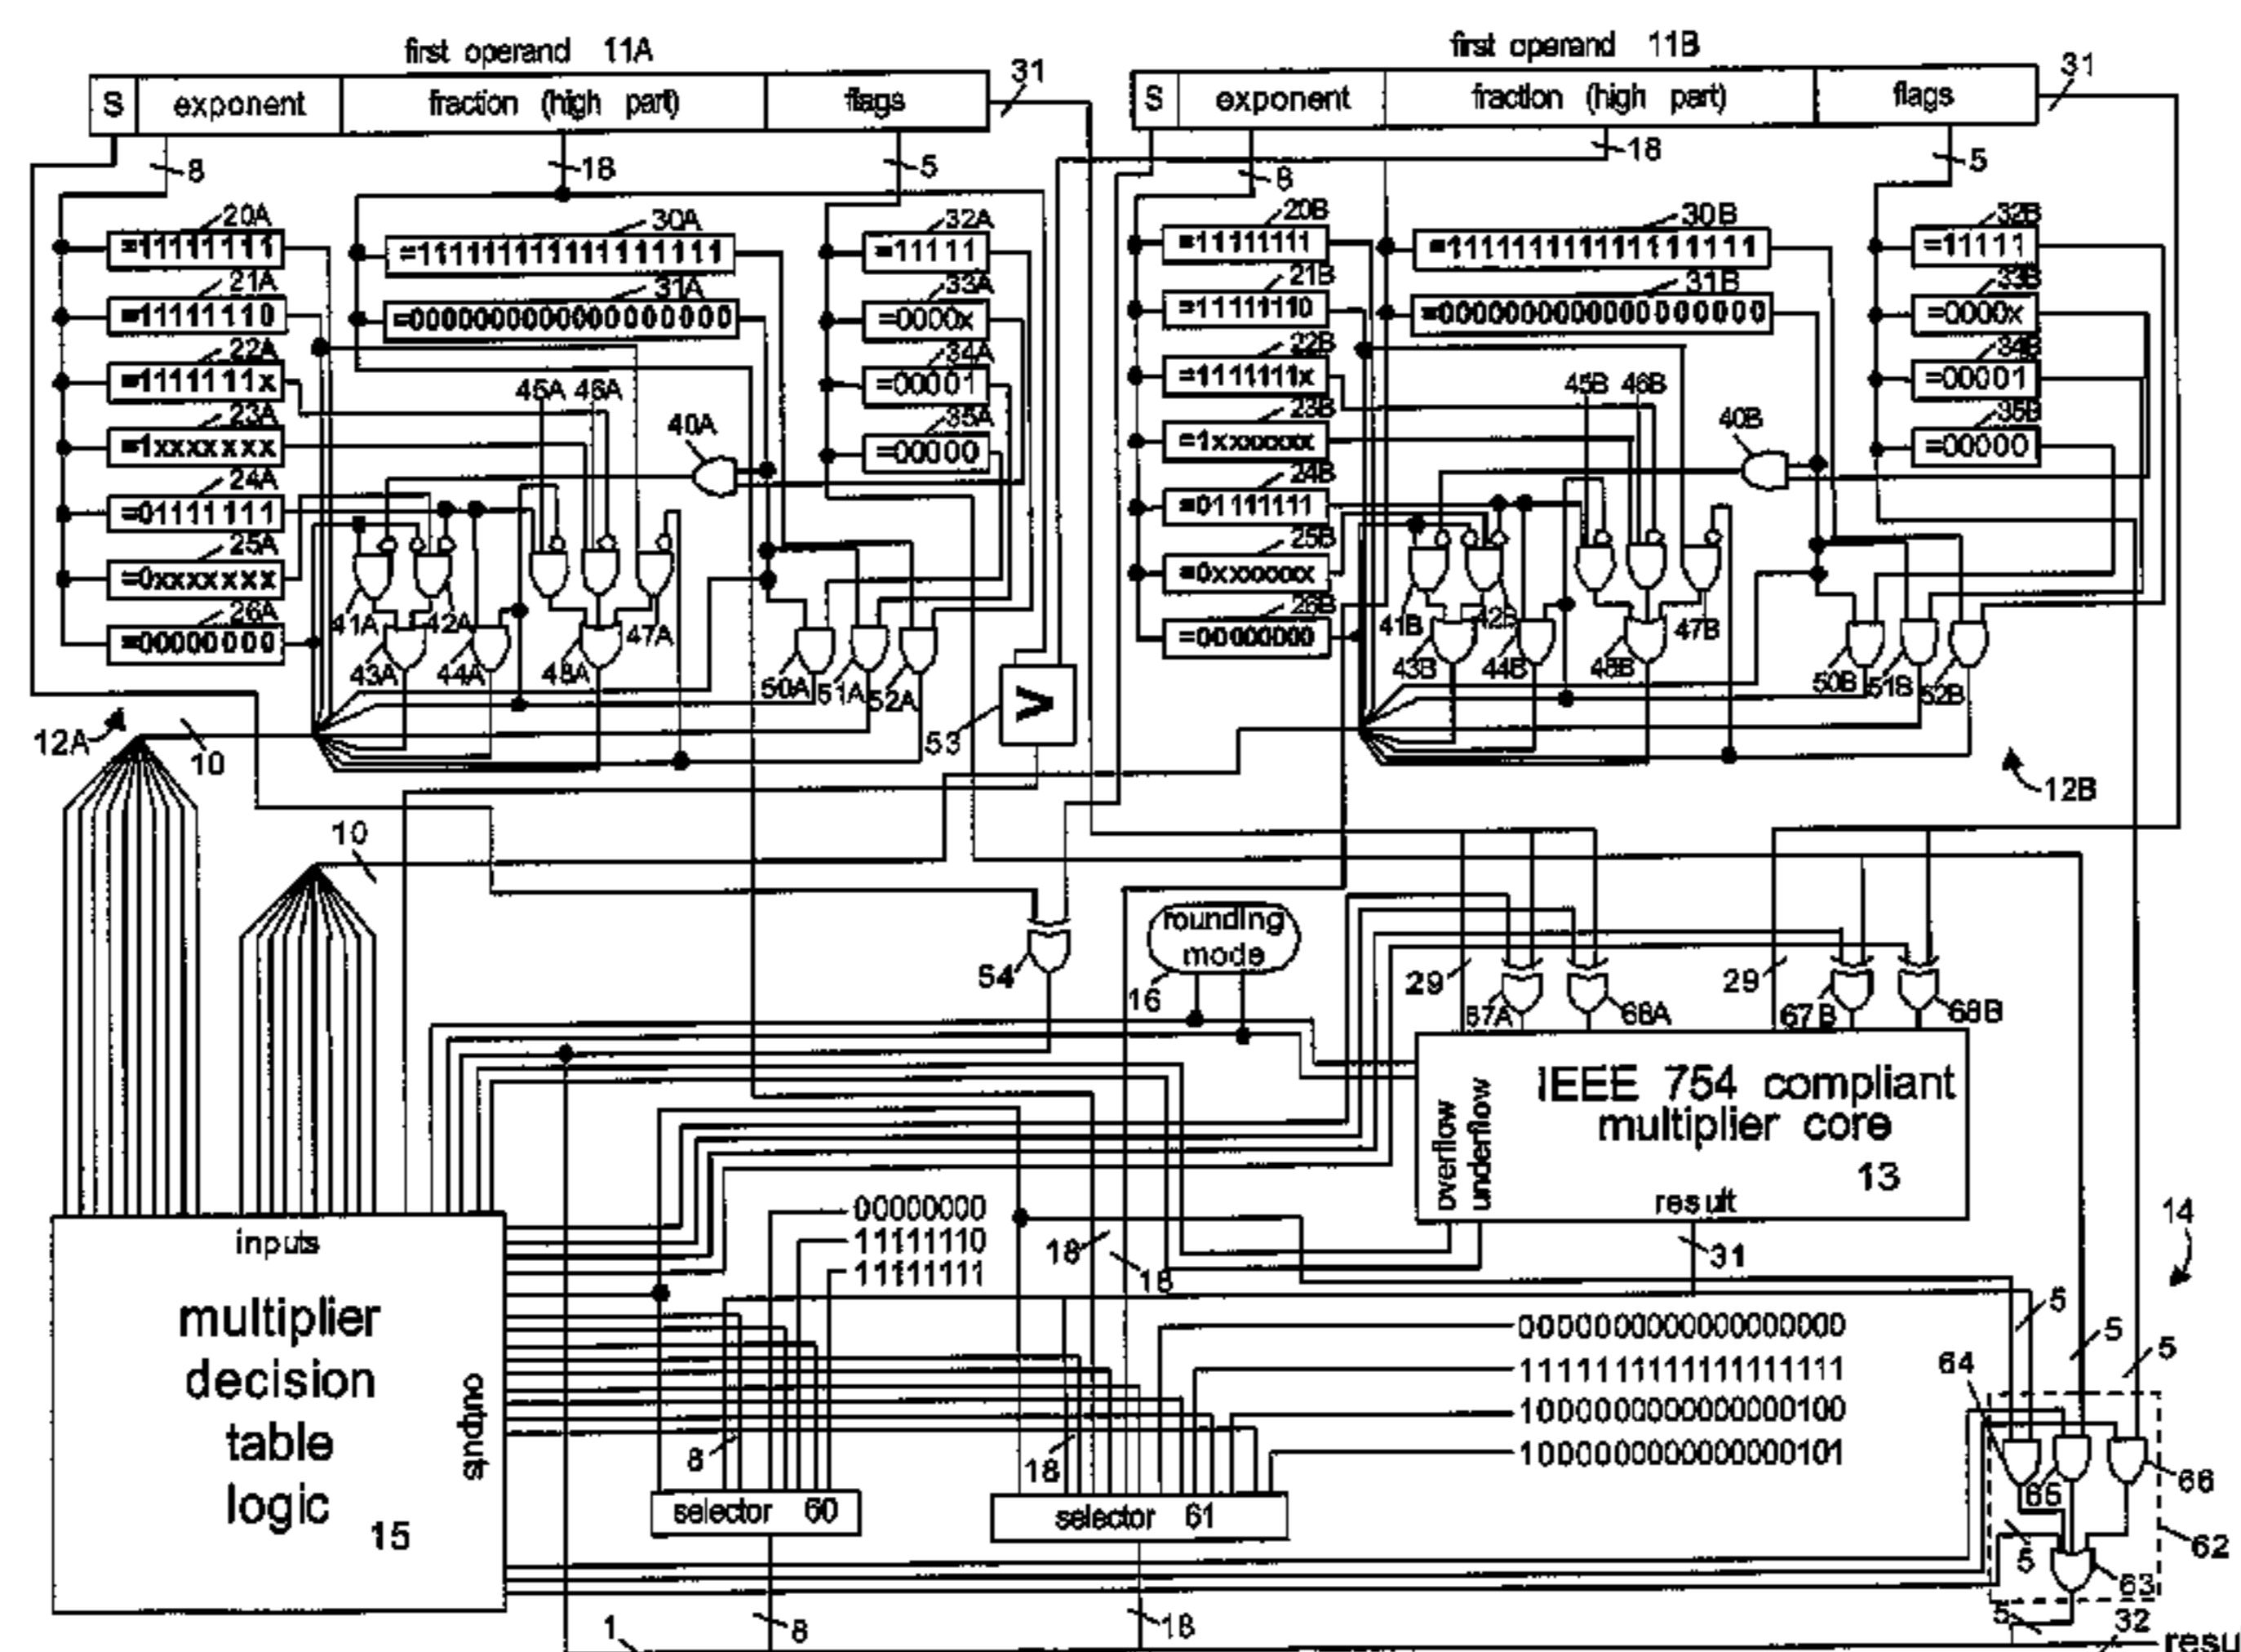 first operand 11A
first operand 11B
31
31
S exponent fraction (high part) flags
S exponent fraction (high part) flags
8
18
5
8
18
5
20A
=11111111
30A
=111111111111111111
32A
=11111
20B
=11111111
30B
=111111111111111111
32B
=11111
21A
=11111110
31A
=000000000000000000
33A
=0000x
21B
=11111110
31B
=000000000000000000
33B
=0000x
22A
=1111111x
34A
=00001
22B
=1111111x
34B
=00001
45A 46A
45B 46B
23A
=1xxxxxxx
40A
35A
=00000
23B
=1xxxxxxx
40B
35B
=00000
24A
=01111111
24B
=01111111
25A
=0xxxxxxx
25B
=0xxxxxxx
26A
=00000000
26B
=00000000
41A 42A 47A
41B 42B 47B
43A 44A 48A 50A 51A 52A
43B 44B 48B 50B 51B 52B
12A
10
53
>
12B
10
54
rounding
mode
16
29
67A
68A
29
67B
68B
IEEE 754 compliant
multiplier core
13
overflow
underflow
result
31
14
inputs
multiplier
decision
table
logic
15
outputs
00000000
11111110
11111111
18
18
000000000000000000
111111111111111111
100000000000000100
100000000000000101
8
18
5
5
5
64
65
66
selector 60
selector 61
62
5
63
1
8
18
5
32
resu